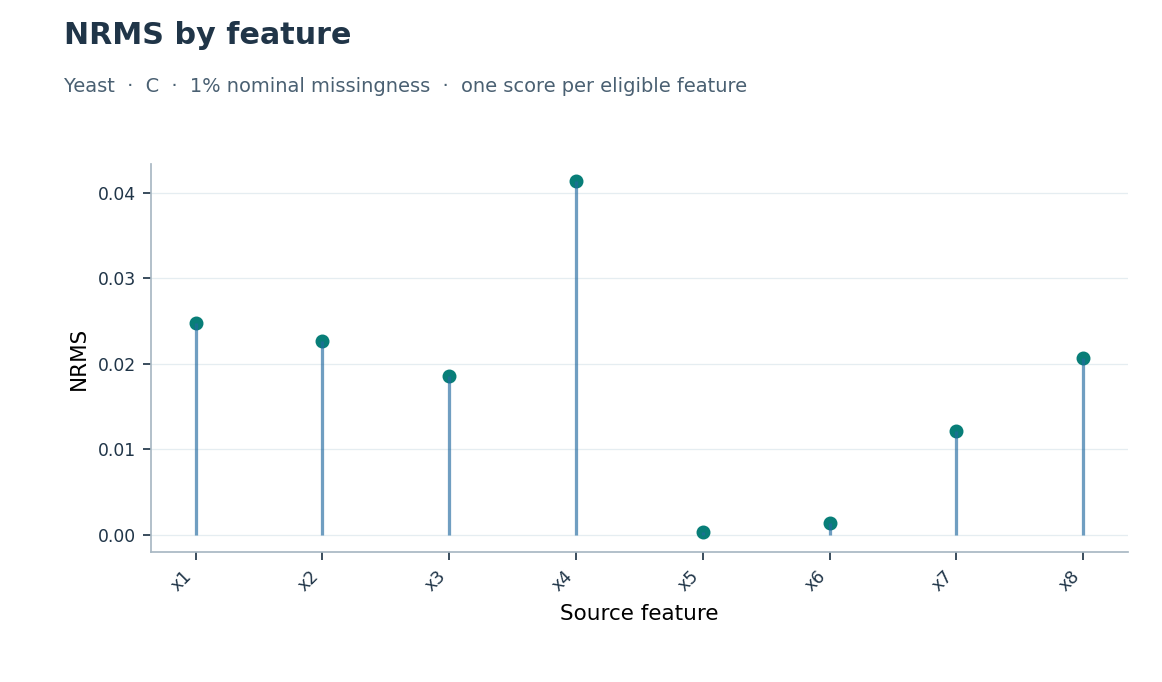 NRMS by feature
Yeast · C · 1% nominal missingness · one score per eligible feature
0.04
0.03
0.02
0.01
0.00
NRMS
x1 x2 x3 x4 x5 x6 x7 x8
Source feature